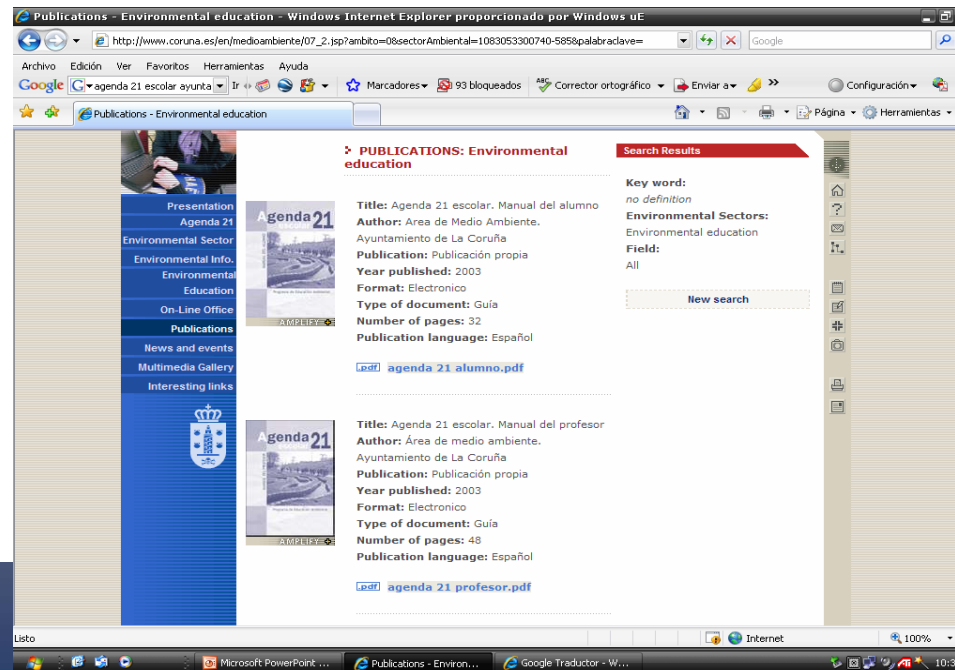 Publications - Environmental education - Windows Internet Explorer proporcionado por Windows uE
http://www.coruna.es/en/medioambiente/07_2.jsp?ambito=0&sectorAmbiental=1083053300740-585&palabraclave=
Google
Archivo Edición Ver Favoritos Herramientas Ayuda
Google agenda 21 escolar ayunta Ir Marcadores 93 bloqueados Corrector ortográfico Enviar a Configuración
Publications - Environmental education Página Herramientas
Presentation
Agenda 21
Environmental Sector
Environmental Info.
Environmental
Education
On-Line Office
Publications
News and events
Multimedia Gallery
Interesting links
PUBLICATIONS: Environmental
education
Agenda 21
AMPLIFY
Title: Agenda 21 escolar. Manual del alumno
Author: Area de Medio Ambiente.
Ayuntamiento de La Coruña
Publication: Publicación propia
Year published: 2003
Format: Electronico
Type of document: Guía
Number of pages: 32
Publication language: Español
.pdf agenda 21 alumno.pdf
Agenda 21
AMPLIFY
Title: Agenda 21 escolar. Manual del profesor
Author: Área de medio ambiente.
Ayuntamiento de La Coruña
Publication: Publicación propia
Year published: 2003
Format: Electronico
Type of document: Guía
Number of pages: 48
Publication language: Español
.pdf agenda 21 profesor.pdf
Search Results
Key word:
no definition
Environmental Sectors:
Environmental education
Field:
All
New search
Listo Internet 100%
Microsoft PowerPoint ... Publications - Environ... Google Traductor - W... 10:3